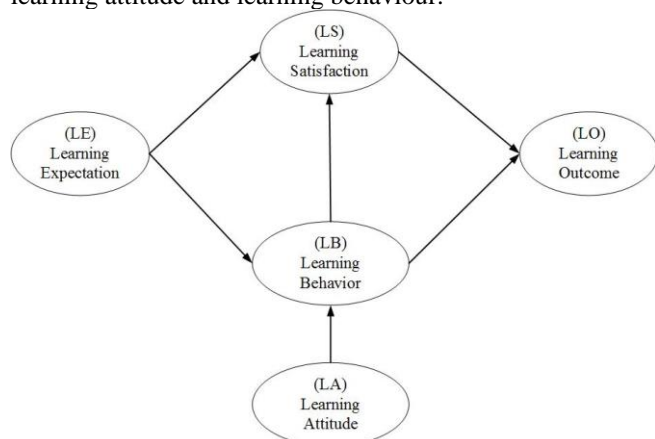 learning attitude and learning behaviour.
(LS)
Learning
Satisfaction
(LE)
Learning
Expectation
(LO)
Learning
Outcome
(LB)
Learning
Behavior
(LA)
Learning
Attitude